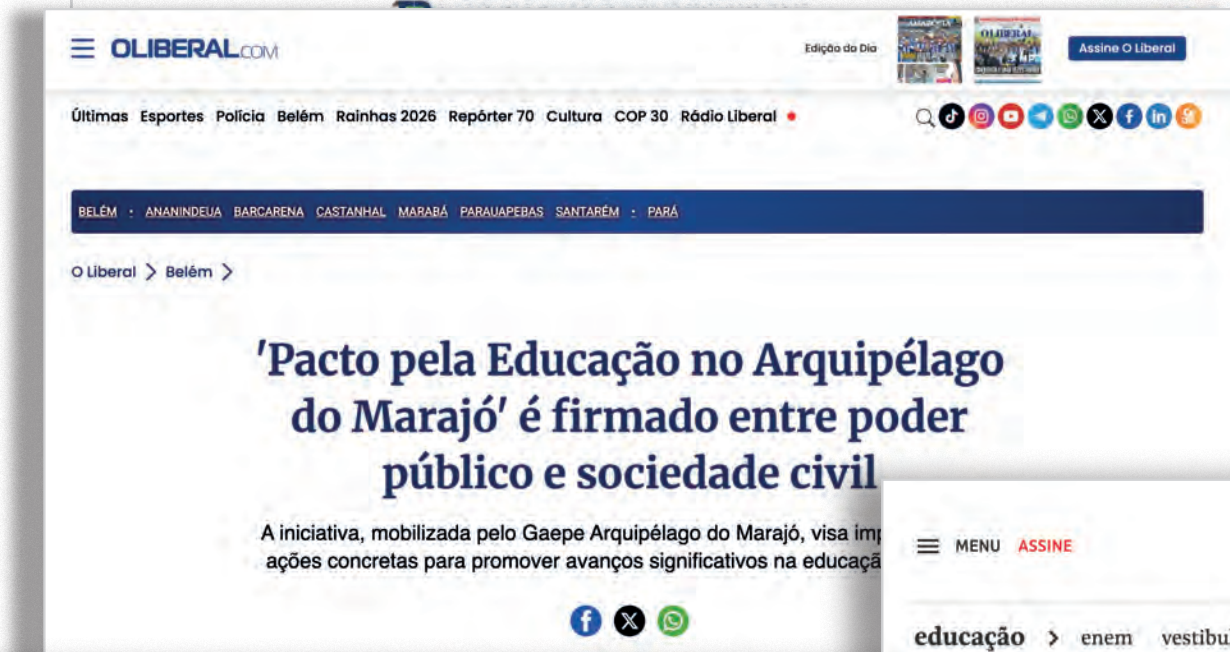 OLIBERAL.COM
Edição do Dia
Assine O Liberal
Últimas Esportes Polícia Belém Rainhas 2026 Repórter 70 Cultura COP 30 Rádio Liberal
BELÉM : ANANINDEUA BARCARENA CASTANHAL MARABÁ PARAUAPEBAS SANTARÉM : PARÁ
O Liberal > Belém >
'Pacto pela Educação no Arquipélago
do Marajó' é firmado entre poder
público e sociedade civil
A iniciativa, mobilizada pelo Gaepe Arquipélago do Marajó, visa imp
ações concretas para promover avanços significativos na educaçã
MENU ASSINE
educação > enem vestibul